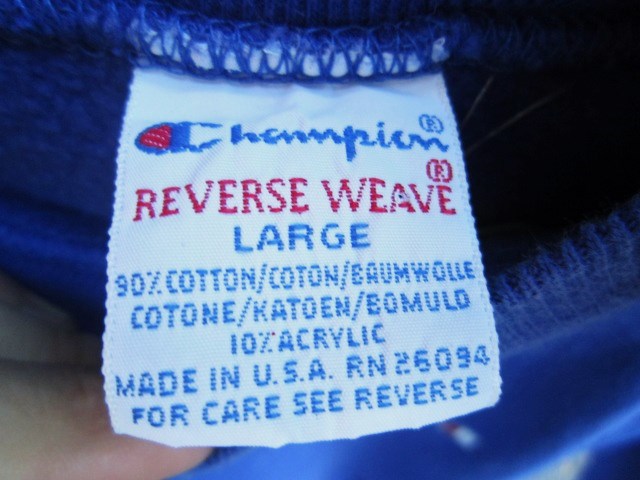 Champion®
REVERSE WEAVE®
LARGE
90% COTTON/COTON/BAUMWOLLE
COTONE/KATOEN/BOMULD
10% ACRYLIC
MADE IN U.S.A. RN 26094
FOR CARE SEE REVERSE